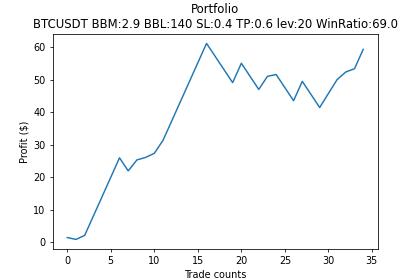 Portfolio
BTCUSDT BBM:2.9 BBL:140 SL:0.4 TP:0.6 lev:20 WinRatio:69.0
Profit ($)
60
50
40
30
20
10
0
0 5 10 15 20 25 30 35
Trade counts